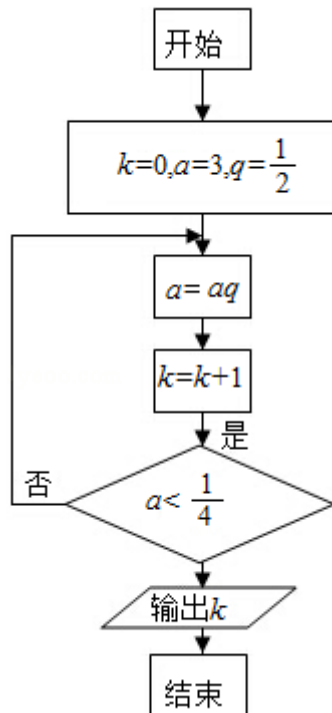 开始
k=0,a=3,q=1/2
a=aq
k=k+1
是
否
a< 1/4
输出k
结束